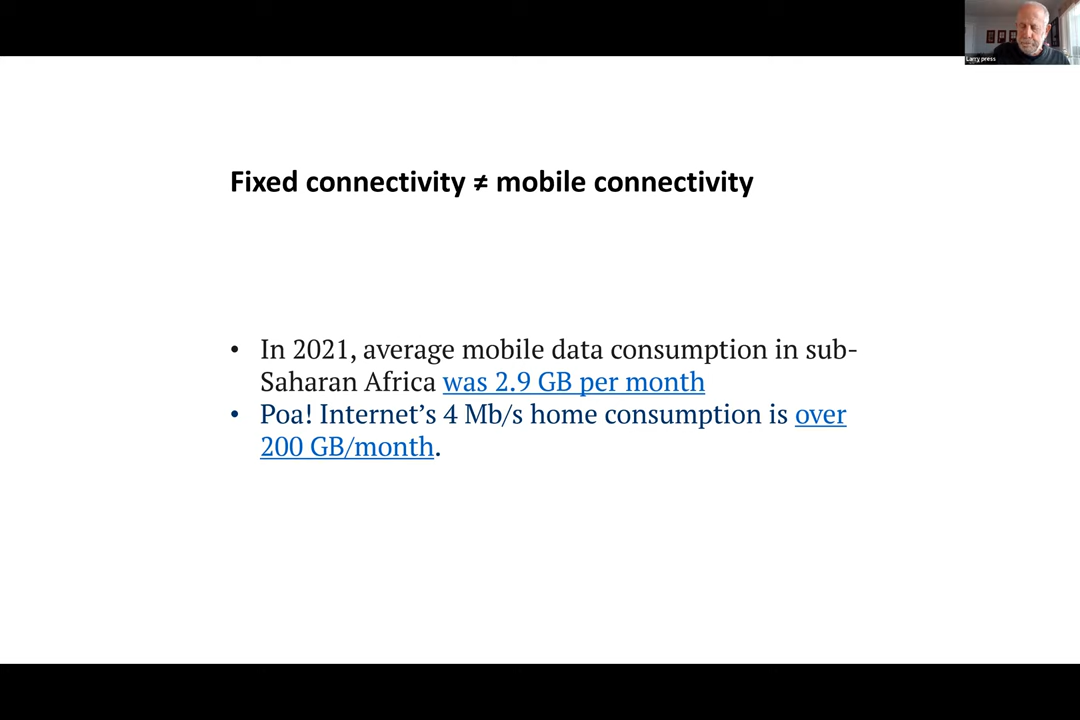 Larry press
Fixed connectivity ≠ mobile connectivity
• In 2021, average mobile data consumption in sub-
Saharan Africa was 2.9 GB per month
• Poa! Internet’s 4 Mb/s home consumption is over
200 GB/month.